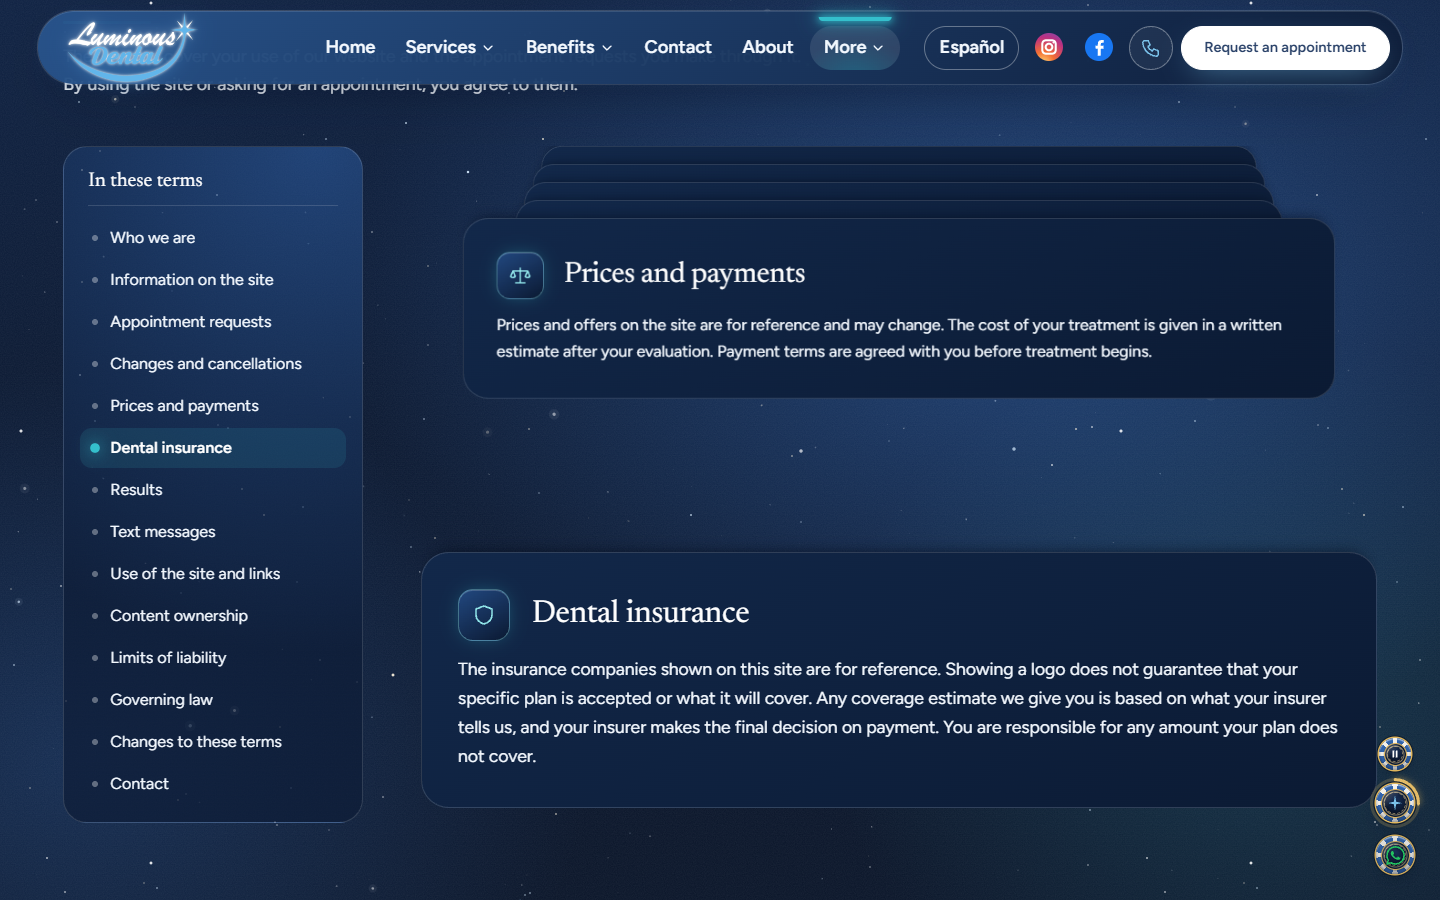 Luminous
Dental
Home
Services
Benefits
Contact
About
More
Español
Request an appointment
By using the site or asking for an appointment, you agree to them.
In these terms
Who we are
Information on the site
Appointment requests
Changes and cancellations
Prices and payments
Dental insurance
Results
Text messages
Use of the site and links
Content ownership
Limits of liability
Governing law
Changes to these terms
Contact
Prices and payments
Prices and offers on the site are for reference and may change. The cost of your treatment is given in a written
estimate after your evaluation. Payment terms are agreed with you before treatment begins.
Dental insurance
The insurance companies shown on this site are for reference. Showing a logo does not guarantee that your
specific plan is accepted or what it will cover. Any coverage estimate we give you is based on what your insurer
tells us, and your insurer makes the final decision on payment. You are responsible for any amount your plan does
not cover.